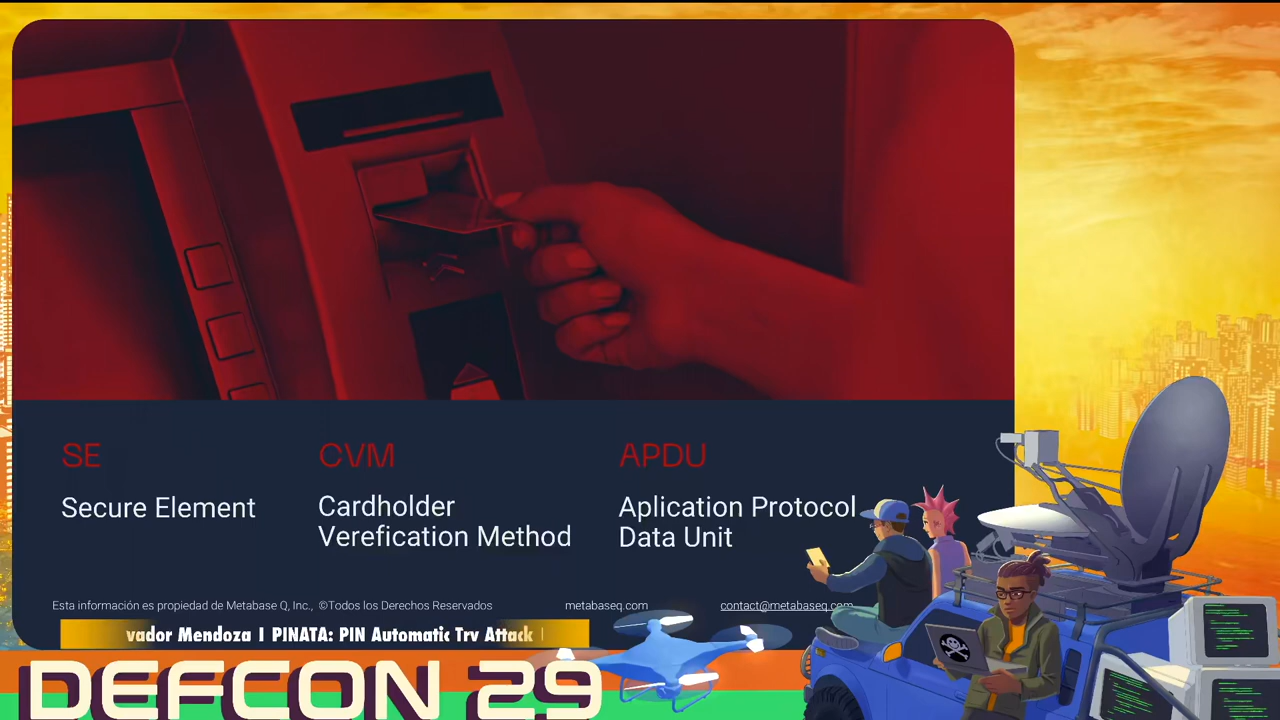 SE
CVM
APDU
Secure Element
Cardholder
Verefication Method
Aplication Protocol
Data Unit
Esta información es propiedad de Metabase Q, Inc., ©Todos los Derechos Reservados
metabaseq.com
contact@metabaseq.com
vador Mendoza | PINATA: PIN Automatic Try Attack |
DEFCON 29